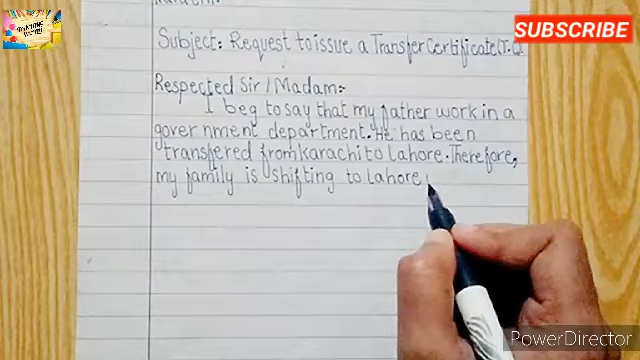 SUBSCRIBE
Subject: Request to issue a Transfer Certificate (T.C).
Respected Sir / Madam:-
I beg to say that my father work in a
government department. He has been
transfered from Karachi to Lahore. Therefore,
my family is shifting to Lahore
PowerDirector